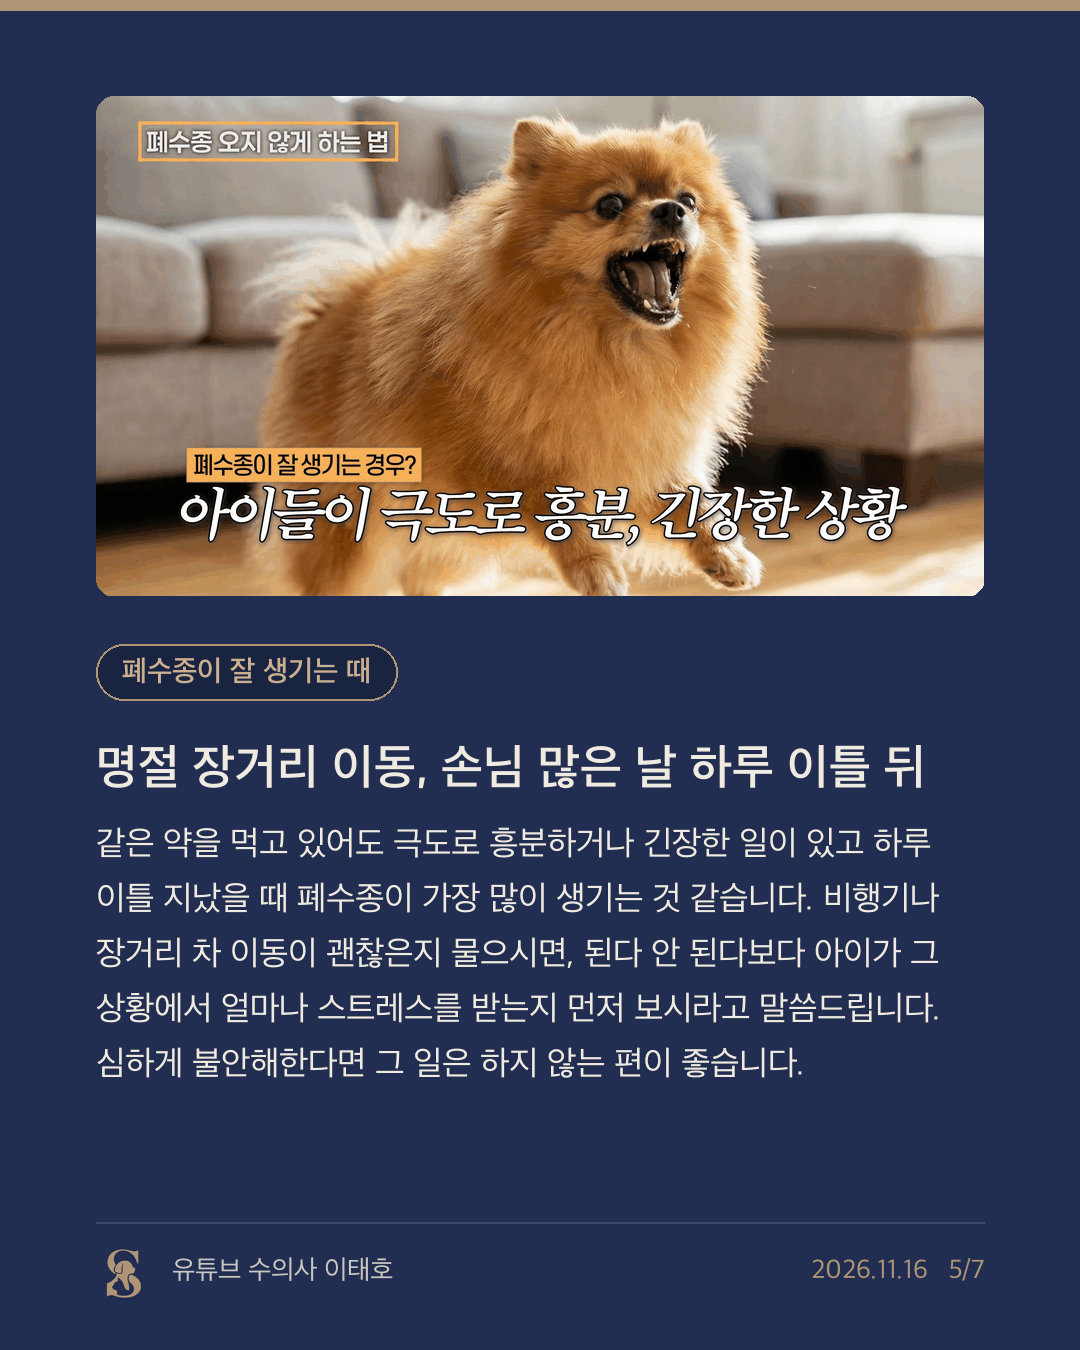 폐수종 오지 않게 하는 법
폐수종이 잘 생기는 경우?
아이들이 극도로 흥분, 긴장한 상황
폐수종이 잘 생기는 때
명절 장거리 이동, 손님 많은 날 하루 이틀 뒤
같은 약을 먹고 있어도 극도로 흥분하거나 긴장한 일이 있고 하루
이틀 지났을 때 폐수종이 가장 많이 생기는 것 같습니다. 비행기나
장거리 차 이동이 괜찮은지 물으시면, 된다 안 된다보다 아이가 그
상황에서 얼마나 스트레스를 받는지 먼저 보시라고 말씀드립니다.
심하게 불안해한다면 그 일은 하지 않는 편이 좋습니다.
유튜브 수의사 이태호
2026.11.16 5/7